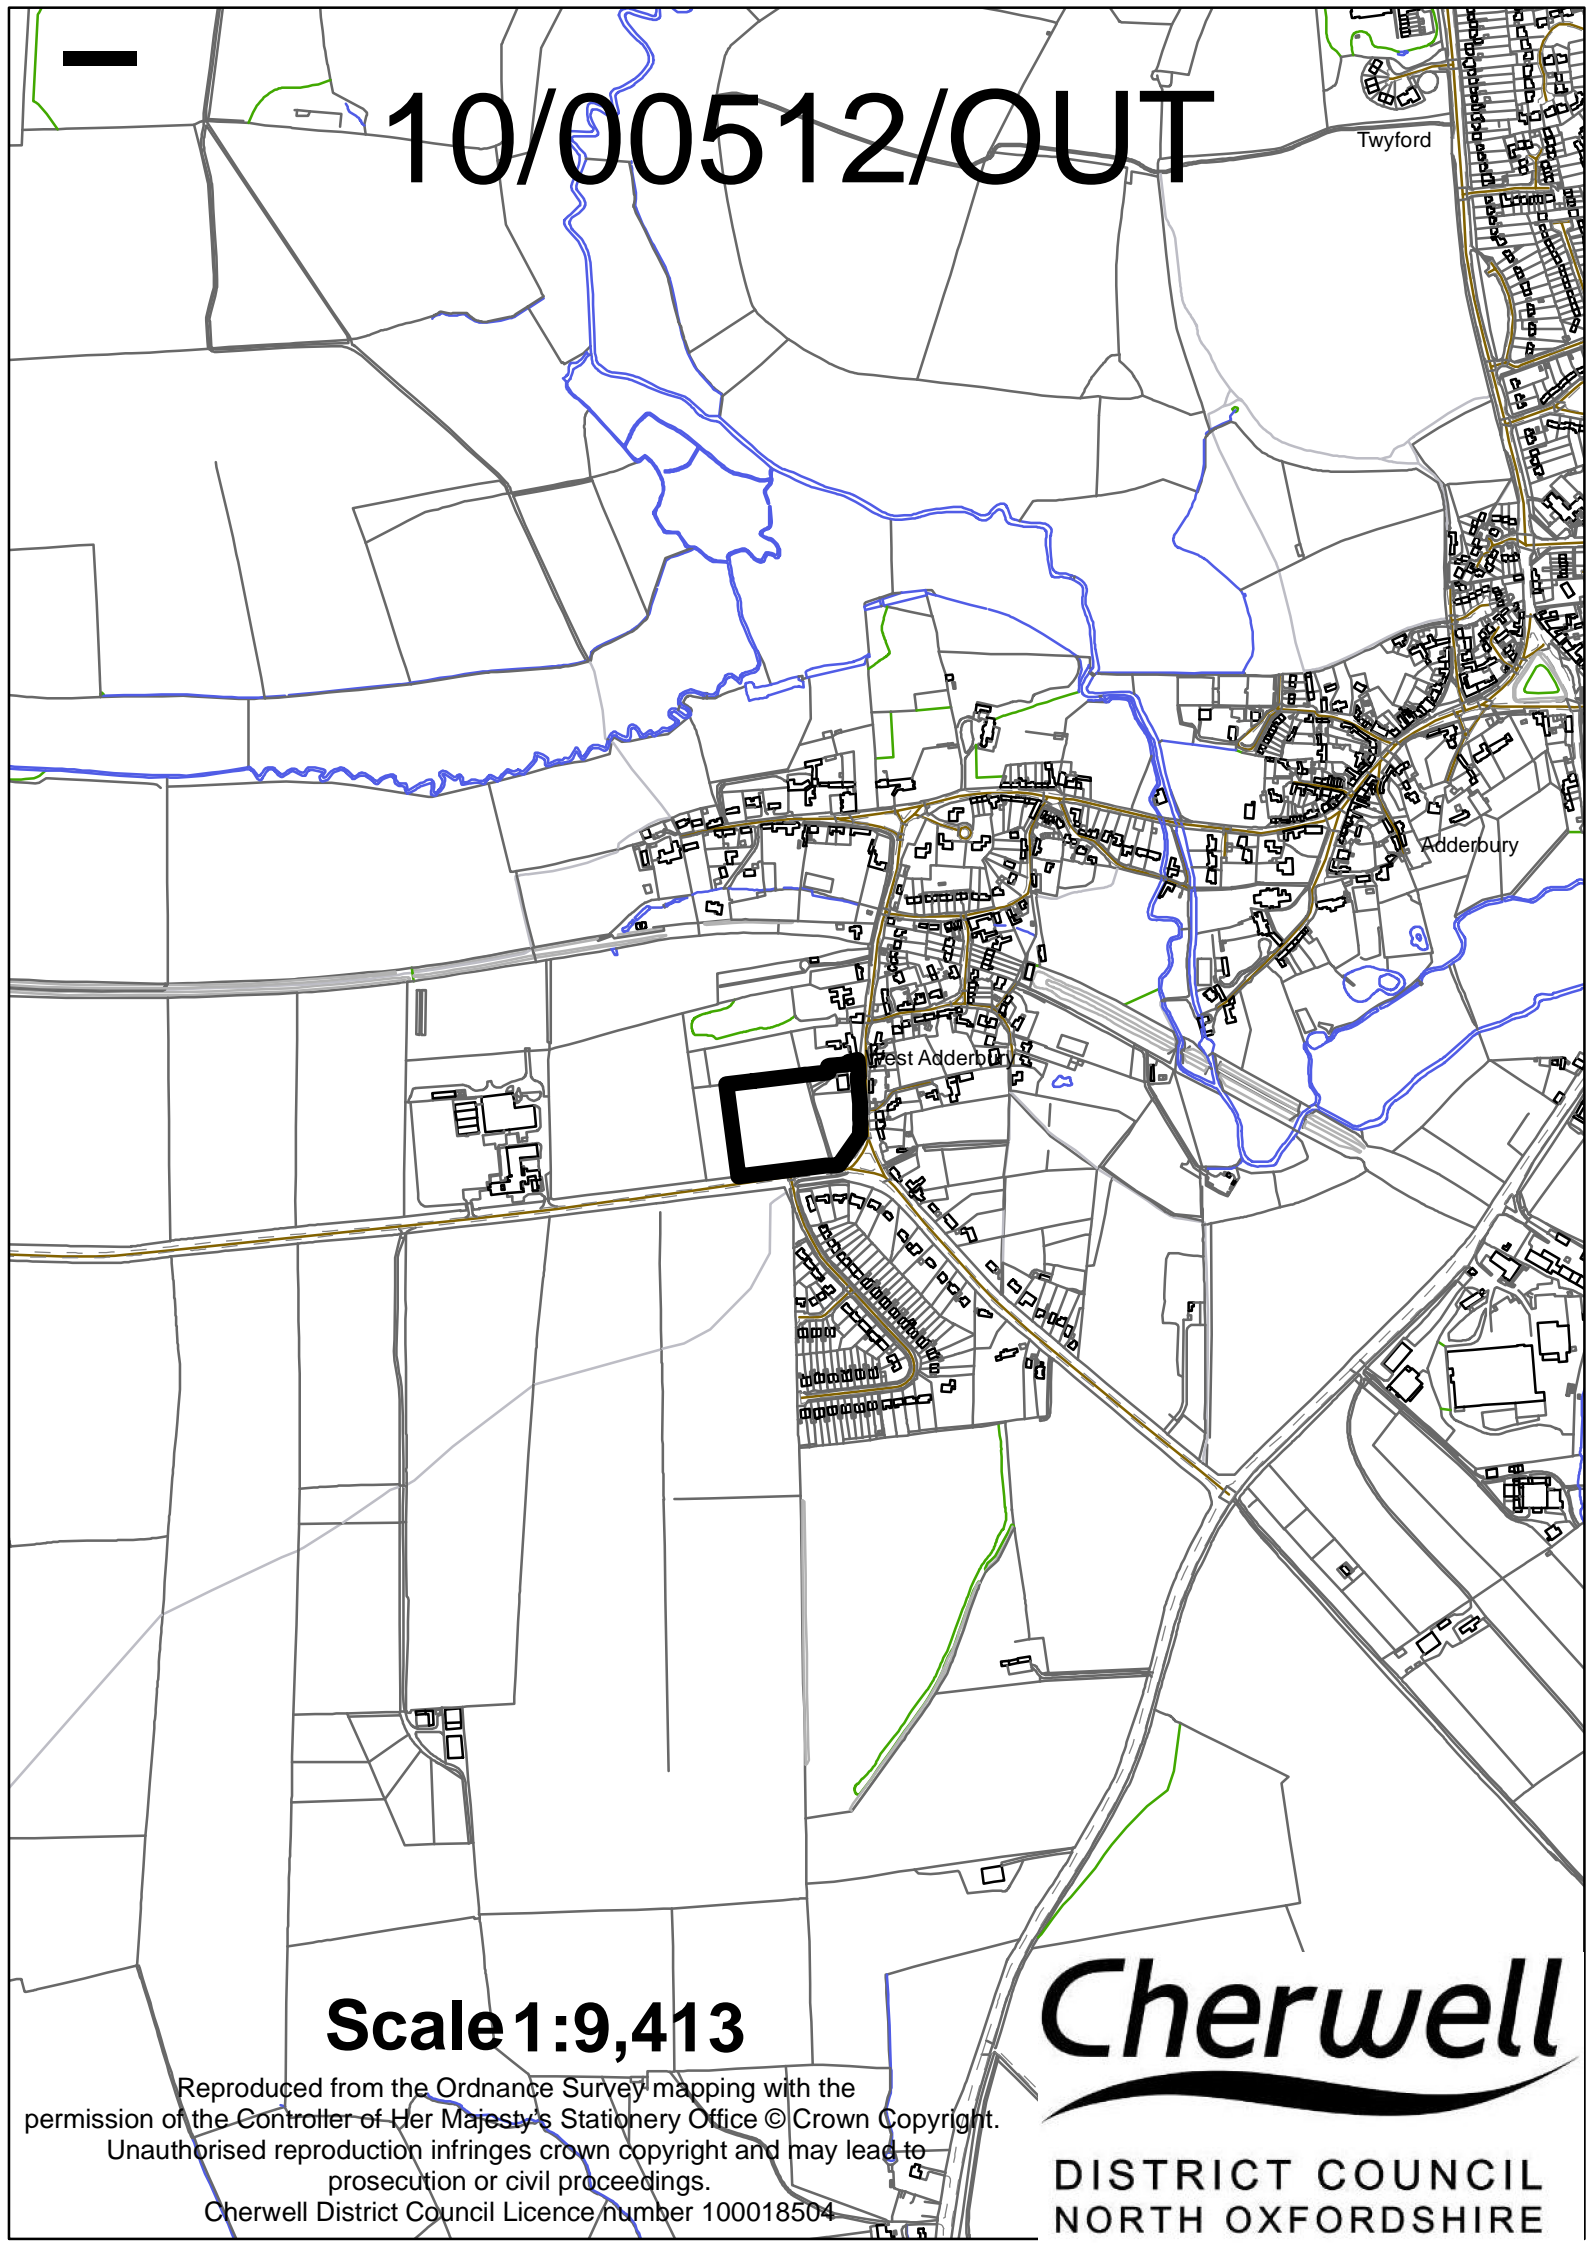 10/00512/OUT
Twyford
Adderbury
West Adderbury
Scale 1:9,413
Reproduced from the Ordnance Survey mapping with the
permission of the Controller of Her Majesty's Stationery Office © Crown Copyright.
Unauthorised reproduction infringes crown copyright and may lead to
prosecution or civil proceedings.
Cherwell District Council Licence number 100018504
Cherwell
DISTRICT COUNCIL
NORTH OXFORDSHIRE